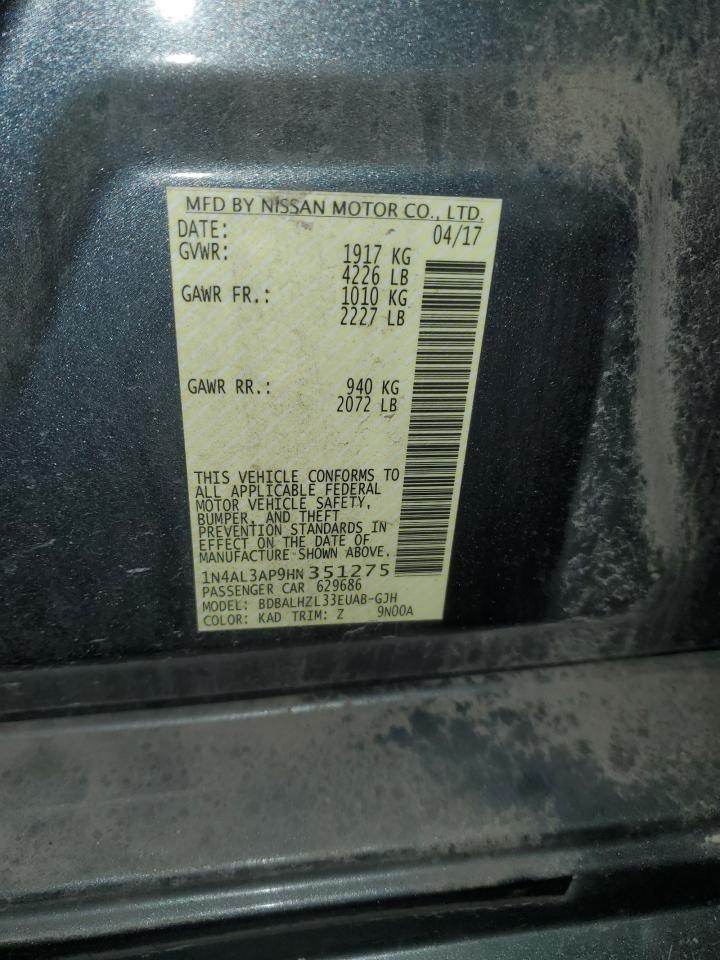 MFD BY NISSAN MOTOR CO., LTD.
DATE: 04/17
GVWR: 1917 KG
4226 LB
GAWR FR.: 1010 KG
2227 LB
GAWR RR.: 940 KG
2072 LB
THIS VEHICLE CONFORMS TO
ALL APPLICABLE FEDERAL
MOTOR VEHICLE SAFETY,
BUMPER, AND THEFT
PREVENTION STANDARDS IN
EFFECT ON THE DATE OF
MANUFACTURE SHOWN ABOVE.
1N4AL3AP9HN351275
PASSENGER CAR 629686
MODEL: BDBALHZL33EUAB-GJH
COLOR: KAD TRIM: Z 9N00A